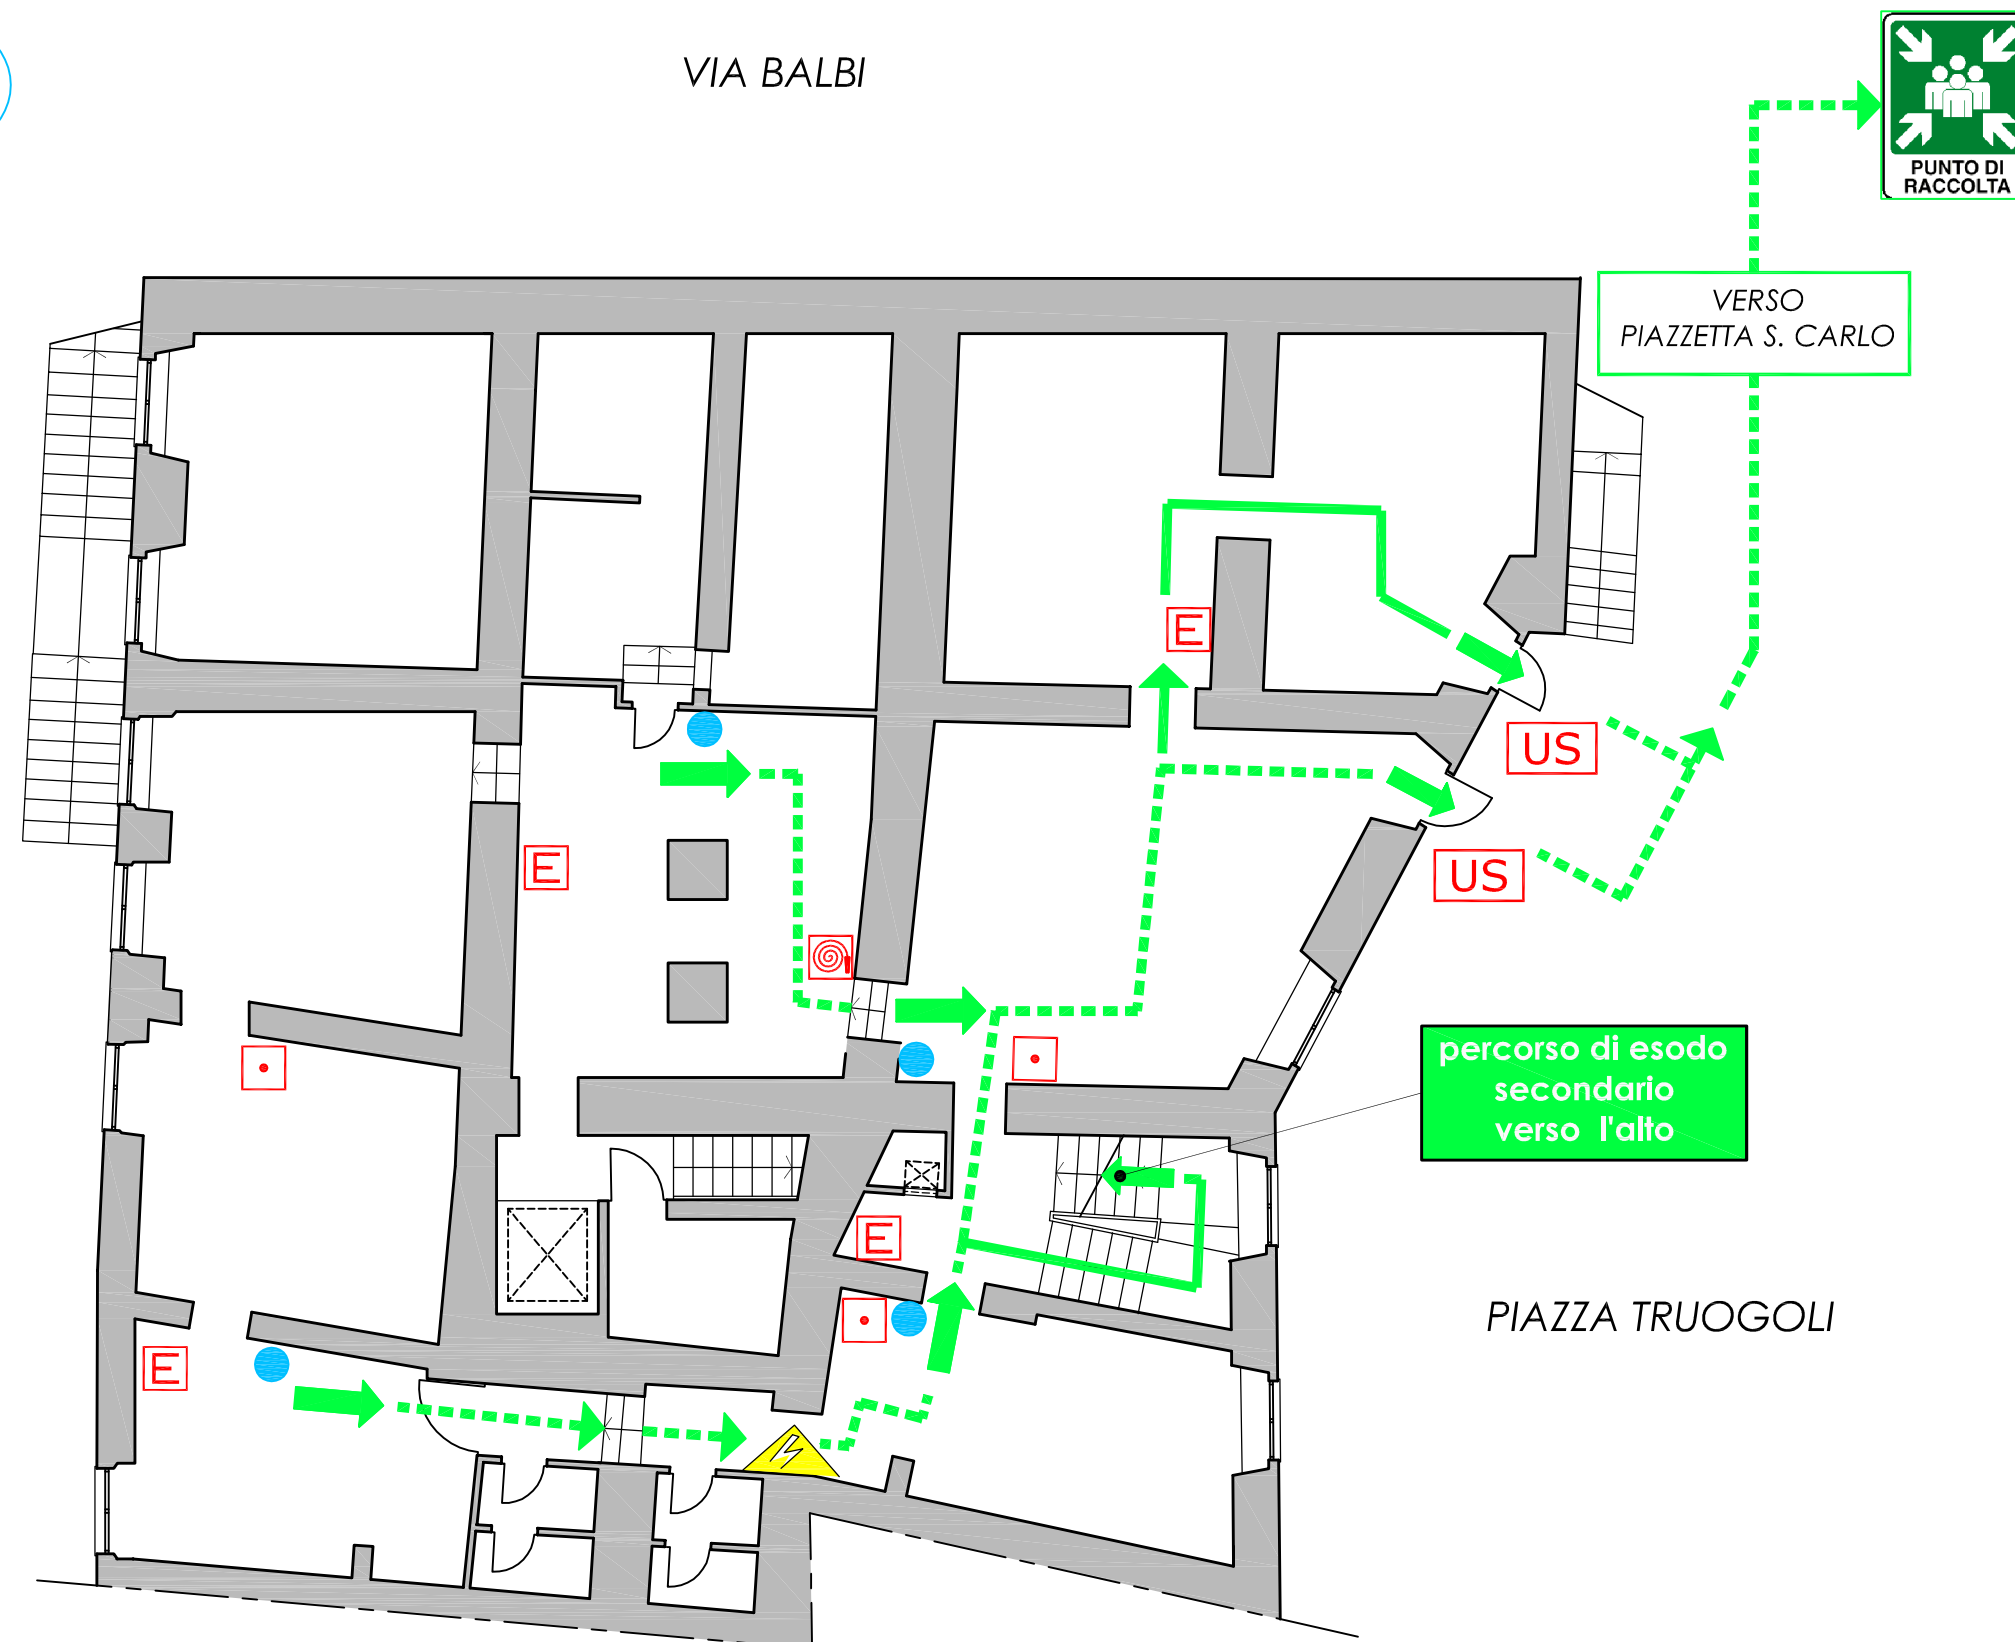 VIA BALBI
PUNTO DI
RACCOLTA
VERSO
PIAZZETTA S. CARLO
E
US
E
US
percorso di esodo
secondario
verso l'alto
E
PIAZZA TRUOGOLI
E